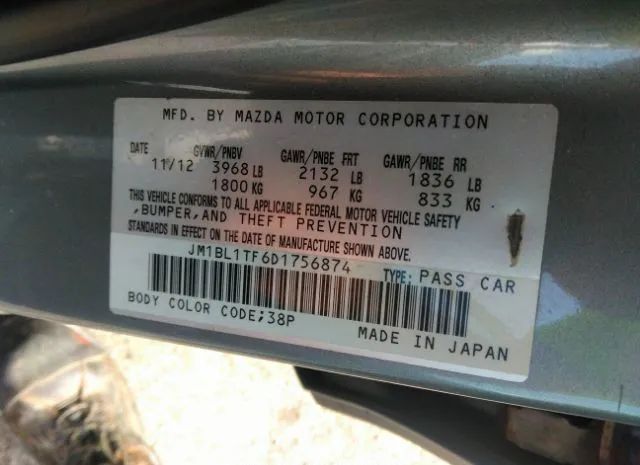 MFD. BY MAZDA MOTOR CORPORATION
DATE GVWR/PNBV GAWR/PNBE FRT GAWR/PNBE RR
11/12 3968 LB 2132 LB 1836 LB
1800 KG 967 KG 833 KG
THIS VEHICLE CONFORMS TO ALL APPLICABLE FEDERAL MOTOR VEHICLE SAFETY
,BUMPER,AND THEFT PREVENTION
STANDARDS IN EFFECT ON THE DATE OF MANUFACTURE SHOWN ABOVE.
JM1BL1TF6D1756874 TYPE: PASS CAR
BODY COLOR CODE;38P MADE IN JAPAN